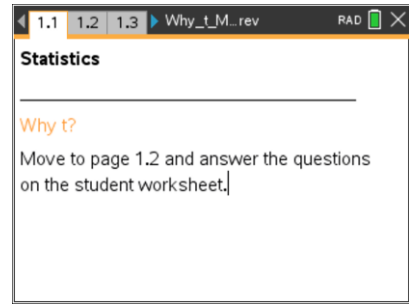 1.1 1.2 1.3 Why_t_M...rev RAD
Statistics
Why t?
Move to page 1.2 and answer the questions
on the student worksheet.